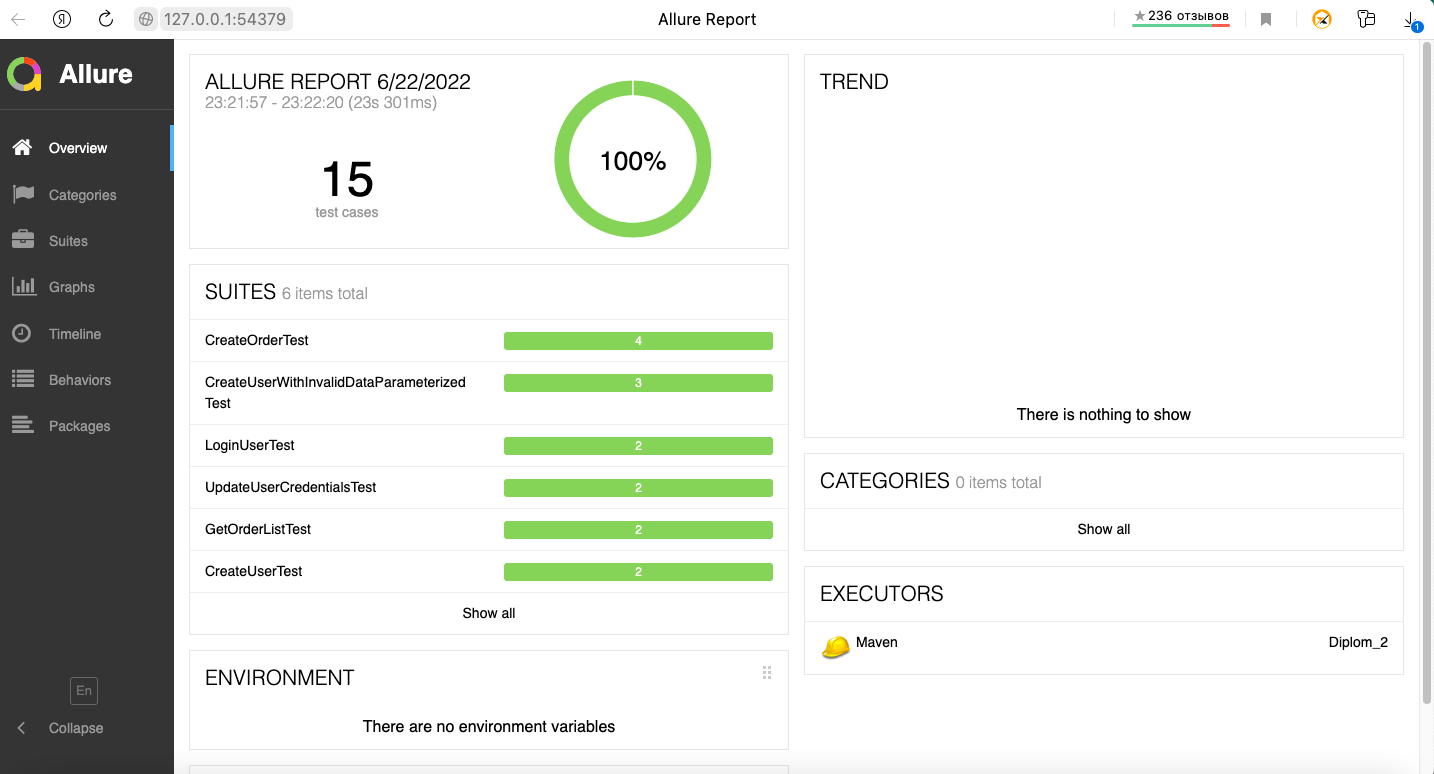 Я
127.0.0.1:54379
Allure Report
★ 236 отзывов
1
Allure
Overview
Categories
Suites
Graphs
Timeline
Behaviors
Packages
En
Collapse
ALLURE REPORT 6/22/2022
23:21:57 - 23:22:20 (23s 301ms)
15
test cases
100%
SUITES 6 items total
CreateOrderTest 4
CreateUserWithInvalidDataParameterized 3
Test
LoginUserTest 2
UpdateUserCredentialsTest 2
GetOrderListTest 2
CreateUserTest 2
Show all
ENVIRONMENT
There are no environment variables
TREND
There is nothing to show
CATEGORIES 0 items total
Show all
EXECUTORS
Maven Diplom_2